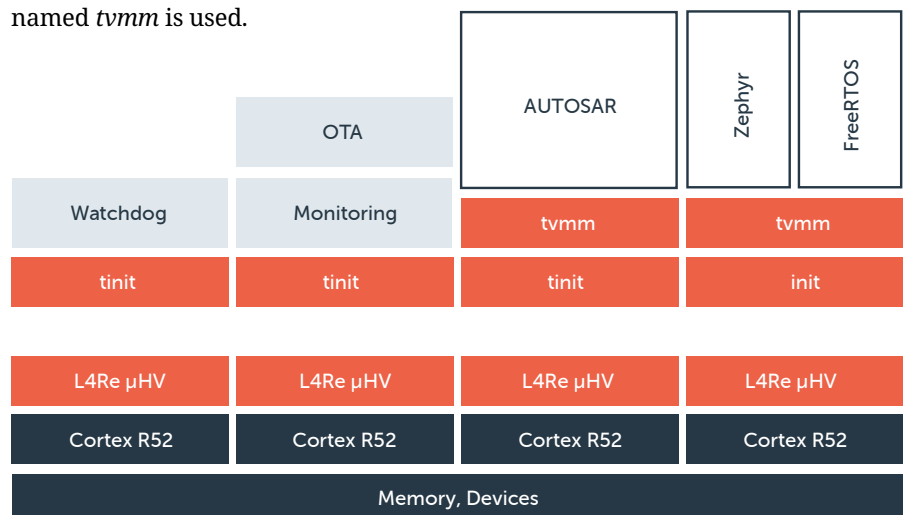 named tvmm is used.
AUTOSAR
Zephyr
FreeRTOS
OTA
Watchdog
Monitoring
tvmm
tvmm
tinit
tinit
tinit
init
L4Re μHV
L4Re μHV
L4Re μHV
L4Re μHV
Cortex R52
Cortex R52
Cortex R52
Cortex R52
Memory, Devices